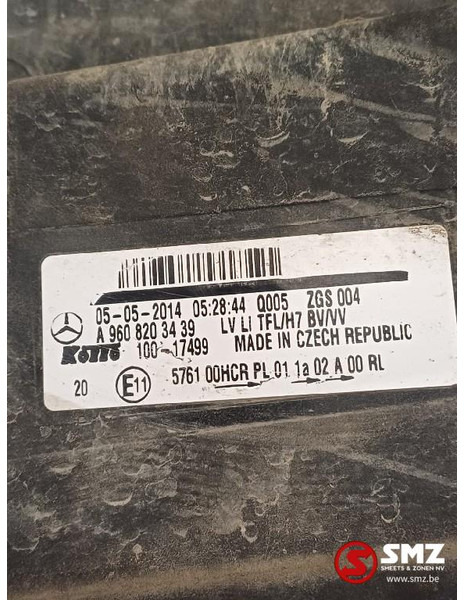 05-05-2014 05:28:44 Q005 ZGS 004
A 960 820 34 39 LV LI TFL/H7 BV/VV
100-17499 MADE IN CZECH REPUBLIC
20 E11 5761 00HCR PL 01 1a 02 A 00 RL
SMZ
SMEETS & ZONEN NV
www.smz.be